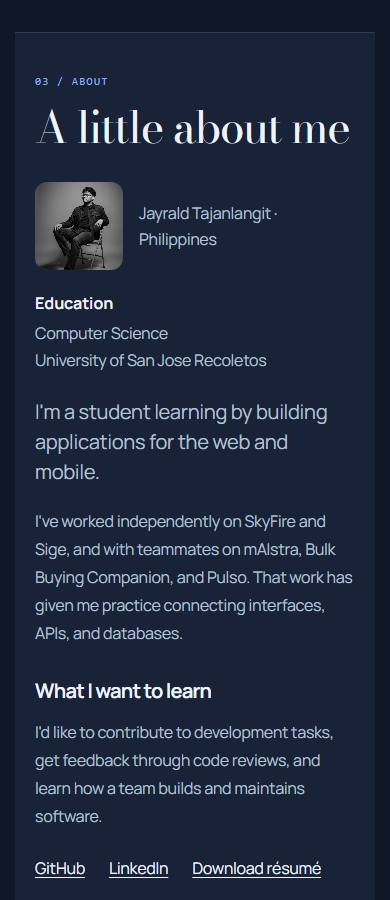 03 / ABOUT
A little about me
Jayrald Tajanlangit ·
Philippines
Education
Computer Science
University of San Jose Recoletos
I'm a student learning by building
applications for the web and
mobile.
I've worked independently on SkyFire and
Sige, and with teammates on mAIstra, Bulk
Buying Companion, and Pulso. That work has
given me practice connecting interfaces,
APIs, and databases.
What I want to learn
I'd like to contribute to development tasks,
get feedback through code reviews, and
learn how a team builds and maintains
software.
GitHub LinkedIn Download résumé